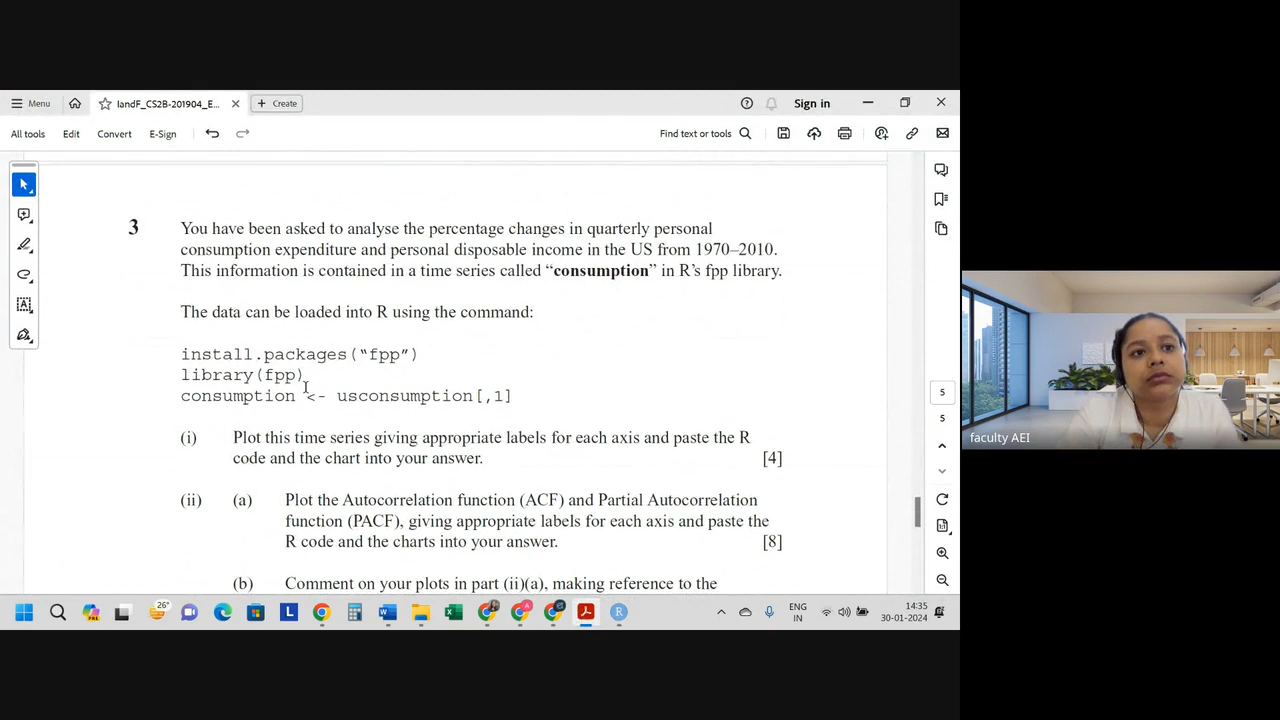 Menu
IandF_CS2B-201904_E...
Create
Sign in
All tools
Edit
Convert
E-Sign
Find text or tools
3 You have been asked to analyse the percentage changes in quarterly personal
consumption expenditure and personal disposable income in the US from 1970–2010.
This information is contained in a time series called “consumption” in R’s fpp library.
The data can be loaded into R using the command:
install.packages(“fpp”)
library(fpp)
consumption <- usconsumption[,1]
(i) Plot this time series giving appropriate labels for each axis and paste the R
code and the chart into your answer. [4]
(ii) (a) Plot the Autocorrelation function (ACF) and Partial Autocorrelation
function (PACF), giving appropriate labels for each axis and paste the
R code and the charts into your answer. [8]
(b) Comment on your plots in part (ii)(a), making reference to the
5
5
faculty AEI
26°
PRE
L
R
ENG
IN
14:35
30-01-2024